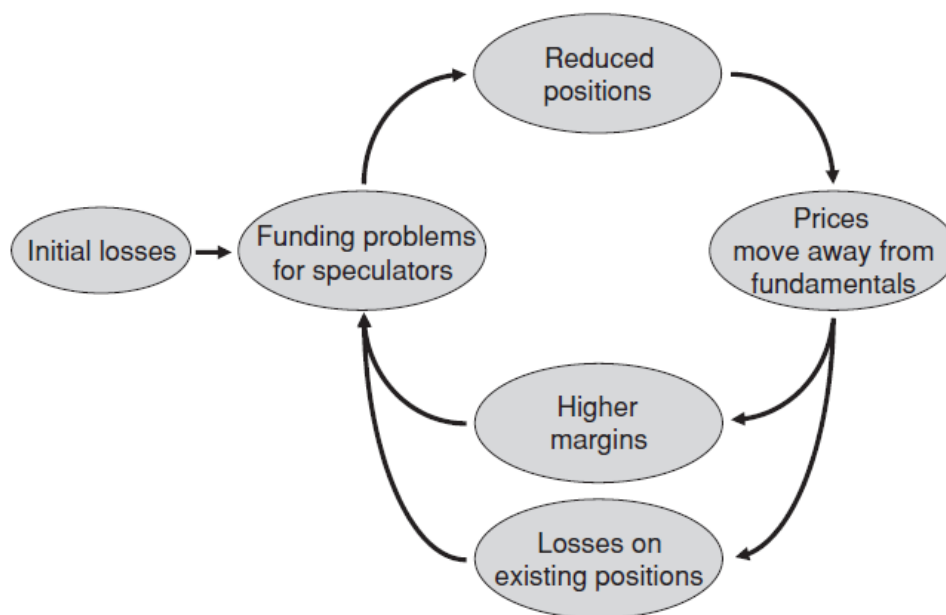 Reduced
positions
Initial losses
Funding problems
for speculators
Prices
move away from
fundamentals
Higher
margins
Losses on
existing positions